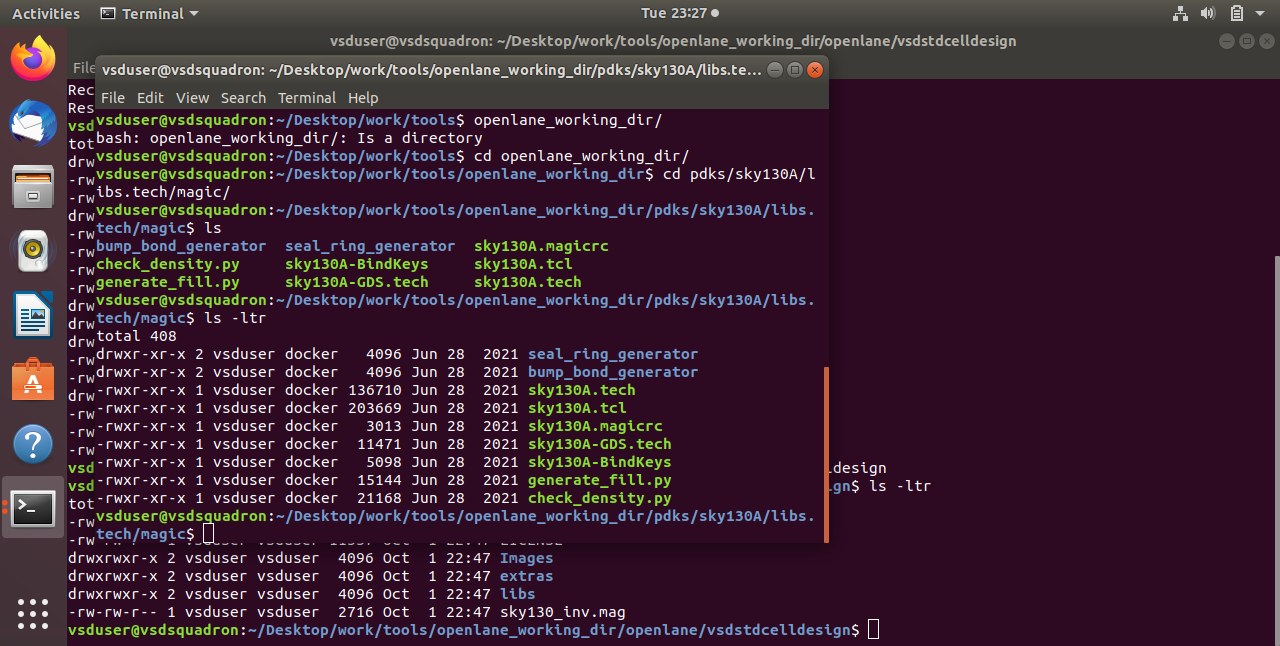 Activities Terminal Tue 23:27
vsduser@vsdsquadron: ~/Desktop/work/tools/openlane_working_dir/openlane/vsdstdcelldesign
File
vsduser@vsdsquadron: ~/Desktop/work/tools/openlane_working_dir/pdks/sky130A/libs.te...
File Edit View Search Terminal Help
vsduser@vsdsquadron:~/Desktop/work/tools$ openlane_working_dir/
bash: openlane_working_dir/: Is a directory
vsduser@vsdsquadron:~/Desktop/work/tools$ cd openlane_working_dir/
vsduser@vsdsquadron:~/Desktop/work/tools/openlane_working_dir$ cd pdks/sky130A/l
ibs.tech/magic/
vsduser@vsdsquadron:~/Desktop/work/tools/openlane_working_dir/pdks/sky130A/libs.
tech/magic$ ls
bump_bond_generator seal_ring_generator sky130A.magicrc
check_density.py sky130A-BindKeys sky130A.tcl
generate_fill.py sky130A-GDS.tech sky130A.tech
vsduser@vsdsquadron:~/Desktop/work/tools/openlane_working_dir/pdks/sky130A/libs.
tech/magic$ ls -ltr
total 408
drwxr-xr-x 2 vsduser docker 4096 Jun 28 2021 seal_ring_generator
drwxr-xr-x 2 vsduser docker 4096 Jun 28 2021 bump_bond_generator
-rwxr-xr-x 1 vsduser docker 136710 Jun 28 2021 sky130A.tech
-rwxr-xr-x 1 vsduser docker 203669 Jun 28 2021 sky130A.tcl
-rwxr-xr-x 1 vsduser docker 3013 Jun 28 2021 sky130A.magicrc
-rwxr-xr-x 1 vsduser docker 11471 Jun 28 2021 sky130A-GDS.tech
-rwxr-xr-x 1 vsduser docker 5098 Jun 28 2021 sky130A-BindKeys
-rwxr-xr-x 1 vsduser docker 15144 Jun 28 2021 generate_fill.py
-rwxr-xr-x 1 vsduser docker 21168 Jun 28 2021 check_density.py
vsduser@vsdsquadron:~/Desktop/work/tools/openlane_working_dir/pdks/sky130A/libs.
tech/magic$
Rec
Res
vsd
tot
drw
-rw
-rw
drw
-rw
-rw
-rw
-rw
drw
drw
drw
-rw
-rw
drw
-rw
-rw
-rw
vsd ldesign
vsd ign$ ls -ltr
tot
-rw
drwxrwxr-x 2 vsduser vsduser 4096 Oct 1 22:47 Images
drwxrwxr-x 2 vsduser vsduser 4096 Oct 1 22:47 extras
drwxrwxr-x 2 vsduser vsduser 4096 Oct 1 22:47 libs
-rw-rw-r-- 1 vsduser vsduser 2716 Oct 1 22:47 sky130_inv.mag
vsduser@vsdsquadron:~/Desktop/work/tools/openlane_working_dir/openlane/vsdstdcelldesign$